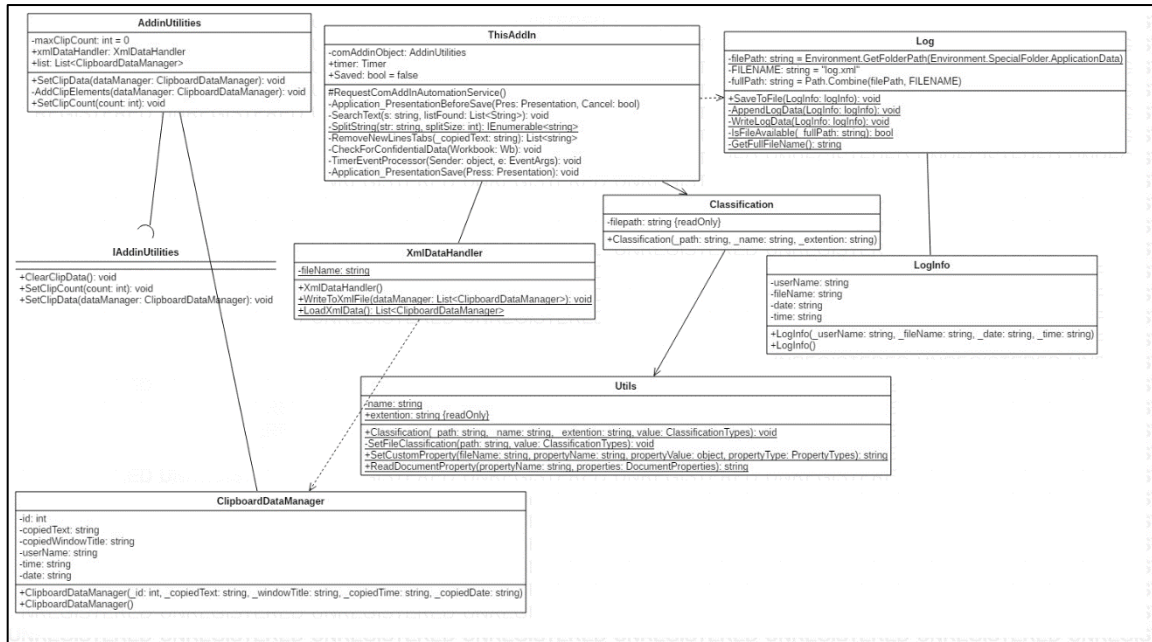 AddinUtilities
-maxClipCount: int = 0
+xmlDataHandler: XmlDataHandler
+list: List<ClipboardDataManager>
+SetClipData(dataManager: ClipboardDataManager): void
-AddClipElements(dataManager: ClipboardDataManager): void
+SetClipCount(count: int): void
ThisAddIn
-comAddinObject: AddinUtilities
+timer: Timer
+Saved: bool = false
#RequestComAddInAutomationService()
-Application_PresentationBeforeSave(Pres: Presentation, Cancel: bool)
-SearchText(s: string, listFound: List<String>): void
-SplitString(str: string, splitSize: int): IEnumerable<string>
-RemoveNewLinesTabs(_copiedText: string): List<string>
-CheckForConfidentialData(Workbook: Wb): void
-TimerEventProcessor(Sender: object, e: EventArgs): void
-Application_PresentationSave(Press: Presentation): void
Log
-filePath: string = Environment.GetFolderPath(Environment.SpecialFolder.ApplicationData)
-FILENAME: string = "log.xml"
-fullPath: string = Path.Combine(filePath, FILENAME)
+SaveToFile(LogInfo: logInfo): void
-AppendLogData(LogInfo: logInfo): void
-WriteLogData(LogInfo: logInfo): void
-IsFileAvailable(_fullPath: string): bool
-GetFullFileName(): string
IAddinUtilities
+ClearClipData(): void
+SetClipCount(count: int): void
+SetClipData(dataManager: ClipboardDataManager): void
XmlDataHandler
-fileName: string
+XmlDataHandler()
+WriteToXmlFile(dataManager: List<ClipboardDataManager>): void
+LoadXmlData(): List<ClipboardDataManager>
Classification
-filepath: string {readOnly}
+Classification(_path: string, _name: string, _extention: string)
LogInfo
-userName: string
-fileName: string
-date: string
-time: string
+LogInfo(_userName: string, _fileName: string, _date: string, _time: string)
+LogInfo()
Utils
-name: string
+extention: string {readOnly}
+Classification(_path: string, _name: string, _extention: string, value: ClassificationTypes): void
-SetFileClassification(path: string, value: ClassificationTypes): void
+SetCustomProperty(fileName: string, propertyName: string, propertyValue: object, propertyType: PropertyTypes): string
+ReadDocumentProperty(propertyName: string, properties: DocumentProperties): string
ClipboardDataManager
-id: int
-copiedText: string
-copiedWindowTitle: string
-userName: string
-time: string
-date: string
+ClipboardDataManager(_id: int, _copiedText: string, _windowTitle: string, _copiedTime: string, _copiedDate: string)
+ClipboardDataManager()